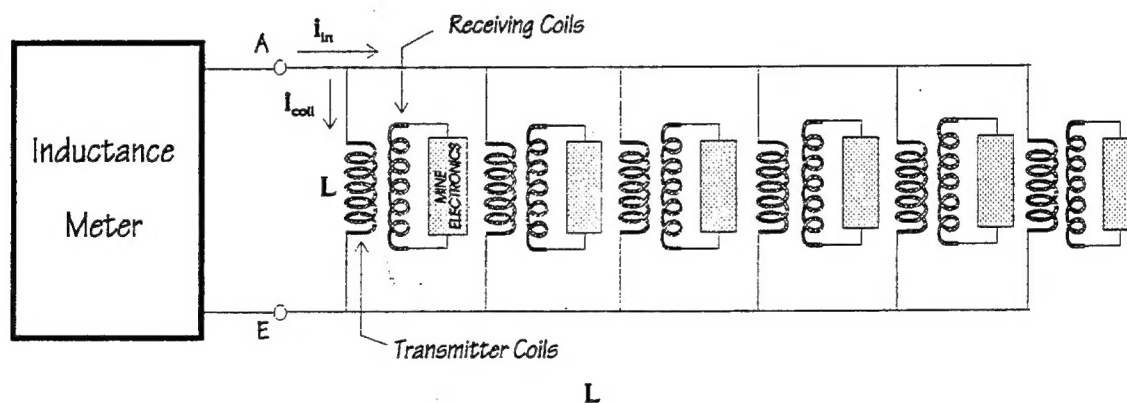 A
i_in
Receiving Coils
i_coil
Inductance
Meter
L
MINE
ELECTRONICS
E
Transmitter Coils
L